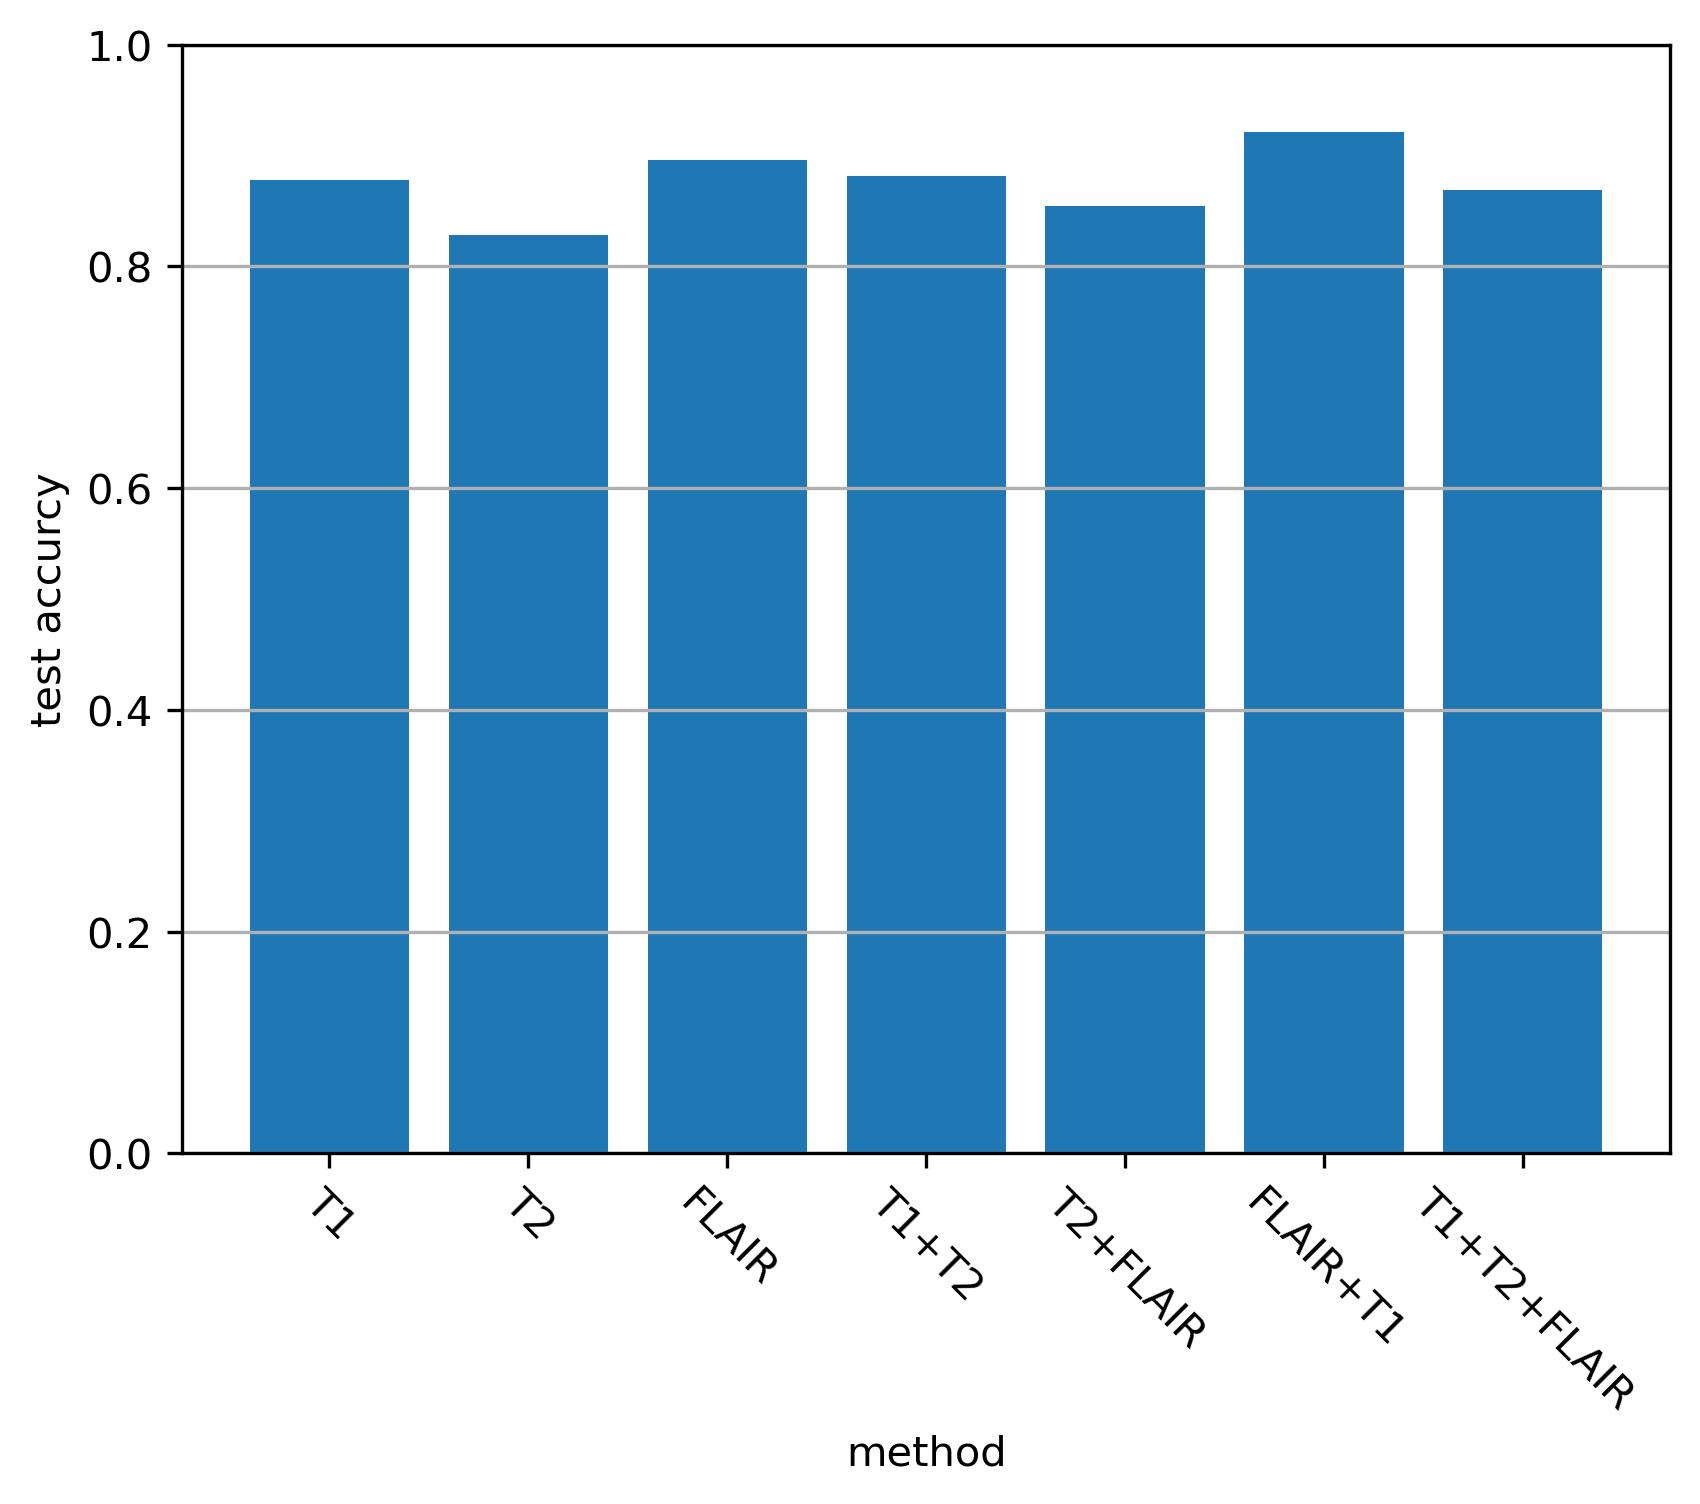 1.0
0.8
0.6
0.4
0.2
0.0
test accurcy
T1
T2
FLAIR
T1+T2
T2+FLAIR
FLAIR+T1
T1+T2+FLAIR
method